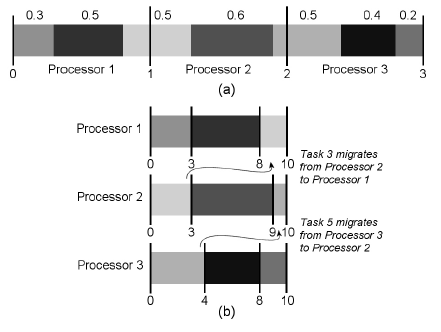 0.3 0.5 0.5 0.6 0.5 0.4 0.2
0 Processor 1 1 Processor 2 2 Processor 3 3
(a)
Processor 1
0 3 8 10
Task 3 migrates
from Processor 2
to Processor 1
Processor 2
0 3 9 10
Task 5 migrates
from Processor 3
to Processor 2
Processor 3
0 4 8 10
(b)